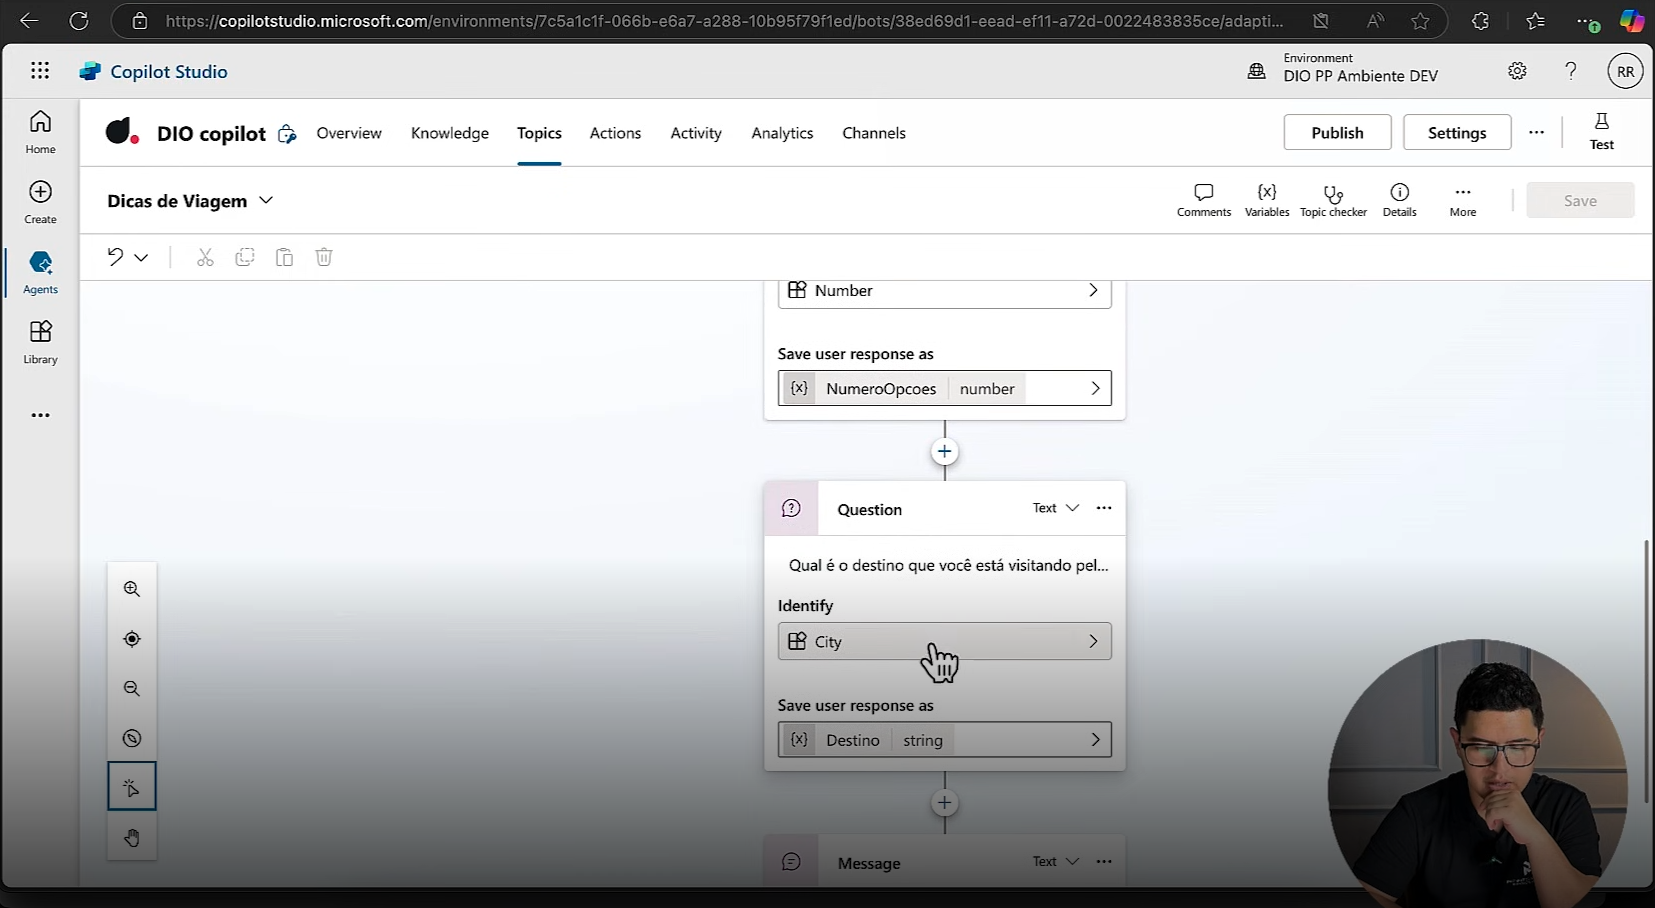 https://copilotstudio.microsoft.com/environments/7c5a1c1f-066b-e6a7-a288-10b95f79f1ed/bots/38ed69d1-eead-ef11-a72d-0022483835ce/adapti...
Copilot Studio
Environment
DIO PP Ambiente DEV
RR
Home
Create
Agents
Library
DIO copilot
Overview
Knowledge
Topics
Actions
Activity
Analytics
Channels
Publish
Settings
Test
Dicas de Viagem
Comments
Variables
Topic checker
Details
More
Save
Number
Save user response as
{x} NumeroOpcoes number
Question
Text
Qual é o destino que você está visitando pel...
Identify
City
Save user response as
{x} Destino string
Message
Text